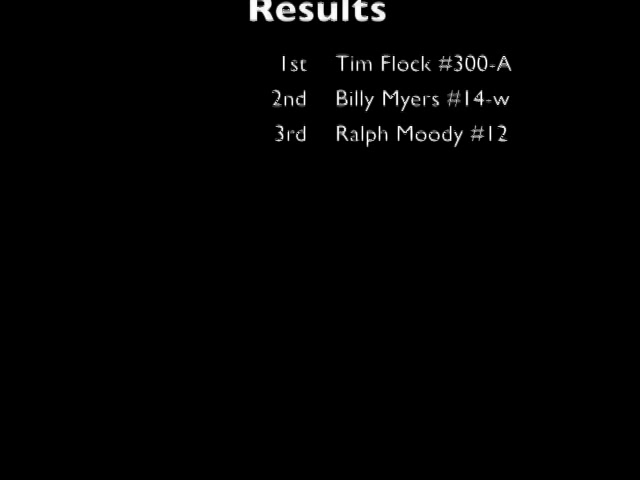 Results
1st Tim Flock #300-A
2nd Billy Myers #14-w
3rd Ralph Moody #12